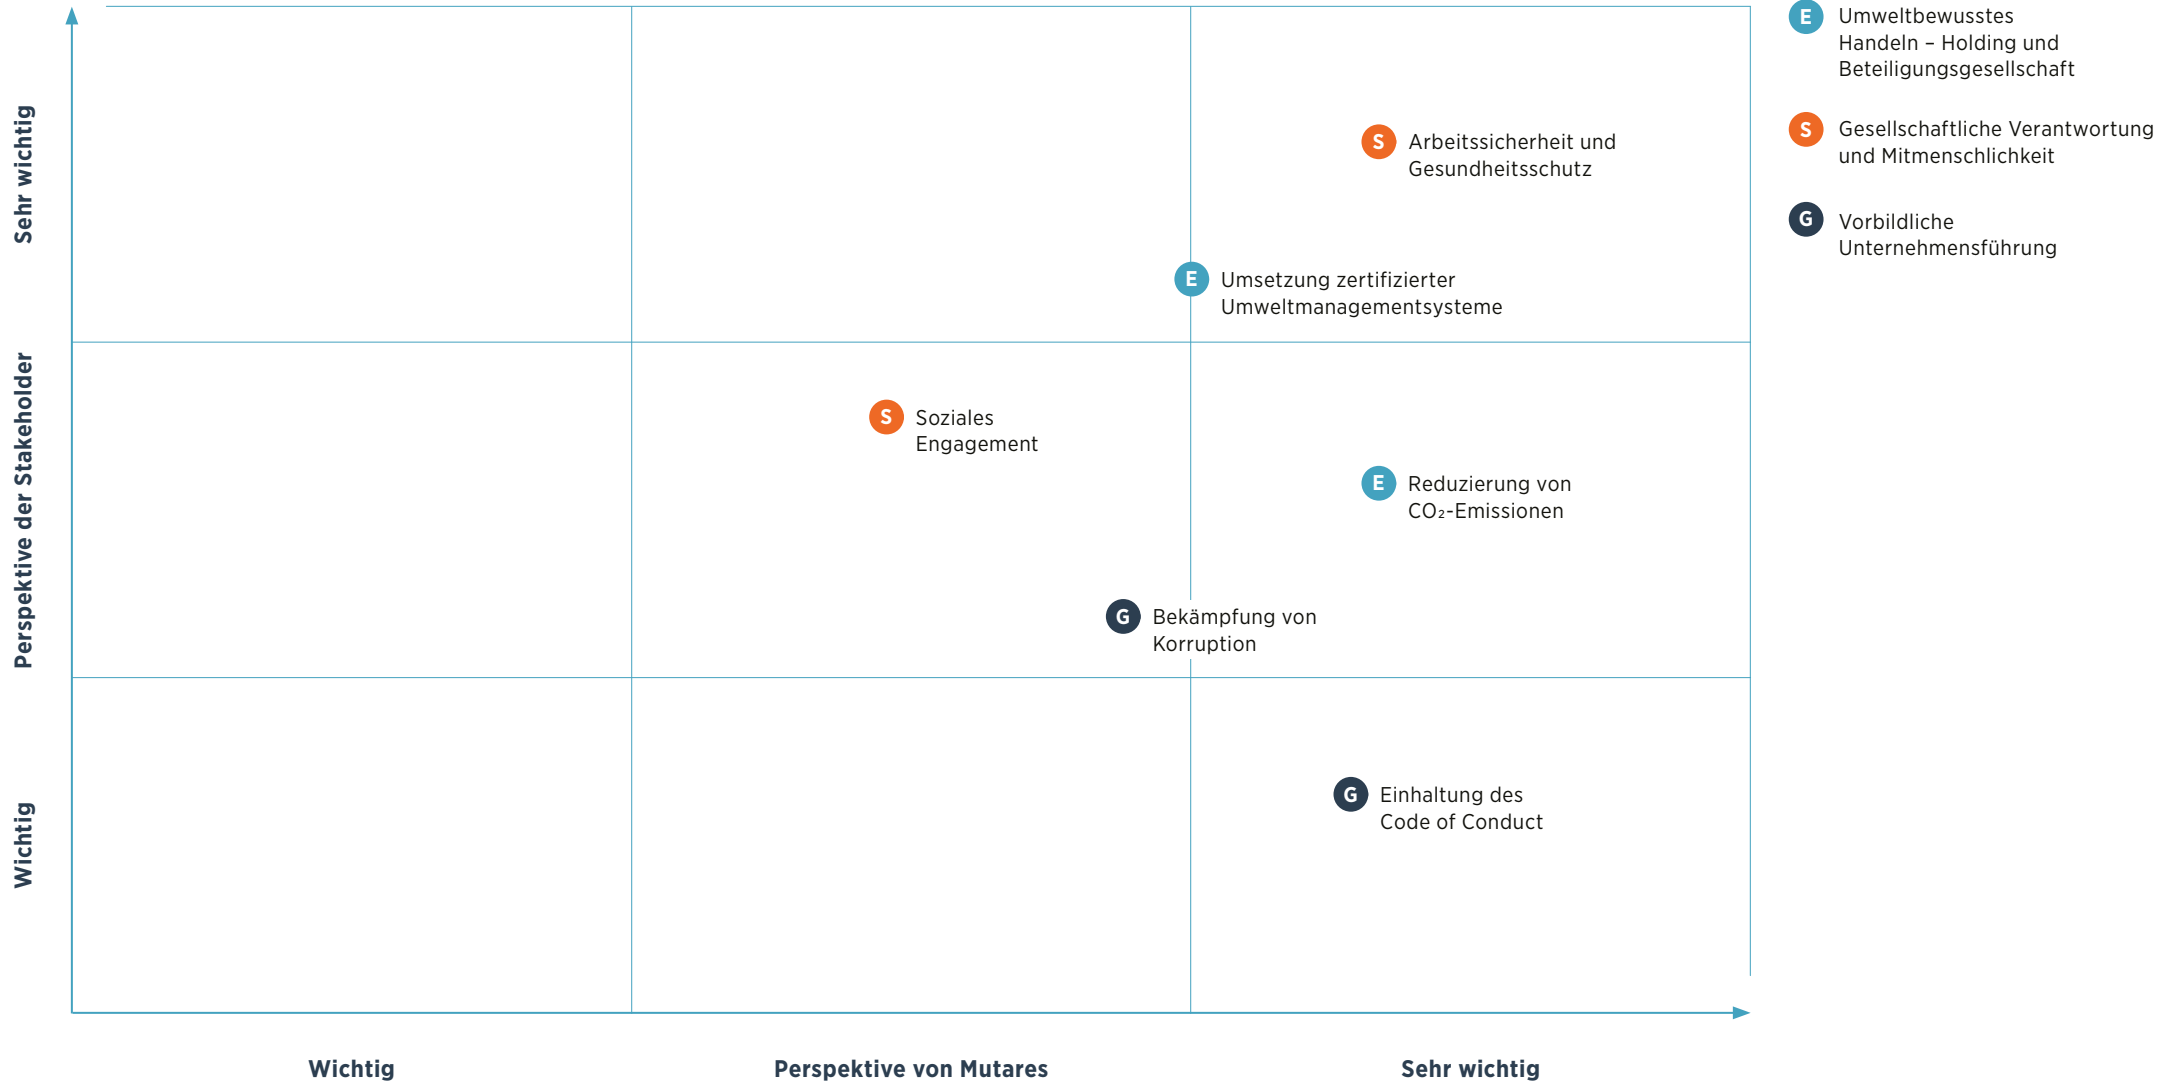 Sehr wichtig
Perspektive der Stakeholder
Wichtig
S
Arbeitssicherheit und
Gesundheitsschutz
E
Umsetzung zertifizierter
Umweltmanagementsysteme
S
Soziales
Engagement
E
Reduzierung von
CO₂-Emissionen
G
Bekämpfung von
Korruption
G
Einhaltung des
Code of Conduct
Wichtig
Perspektive von Mutares
Sehr wichtig
E
Umweltbewusstes
Handeln – Holding und
Beteiligungsgesellschaft
S
Gesellschaftliche Verantwortung
und Mitmenschlichkeit
G
Vorbildliche
Unternehmensführung